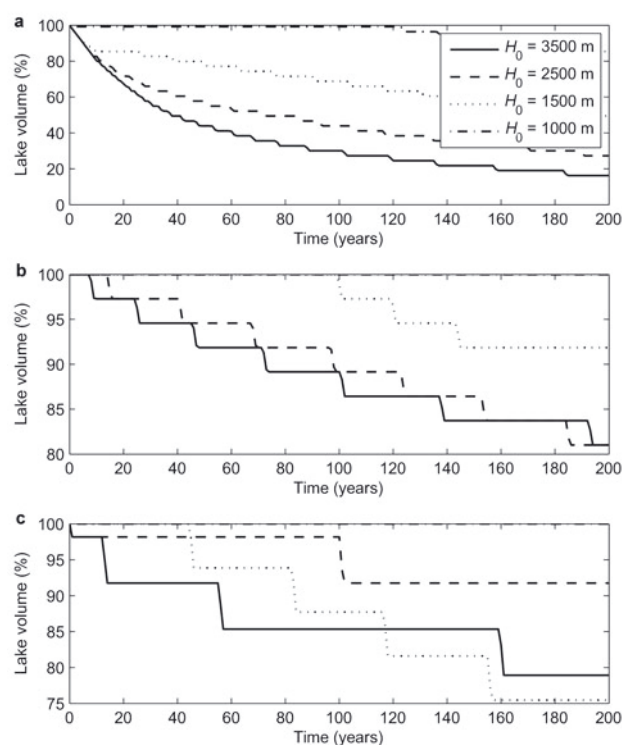 a
Lake volume (%)
100
80
60
40
20
0
H0 = 3500 m
H0 = 2500 m
H0 = 1500 m
H0 = 1000 m
0 20 40 60 80 100 120 140 160 180 200
Time (years)
b
Lake volume (%)
100
95
90
85
80
0 20 40 60 80 100 120 140 160 180 200
Time (years)
c
Lake volume (%)
100
95
90
85
80
75
0 20 40 60 80 100 120 140 160 180 200
Time (years)